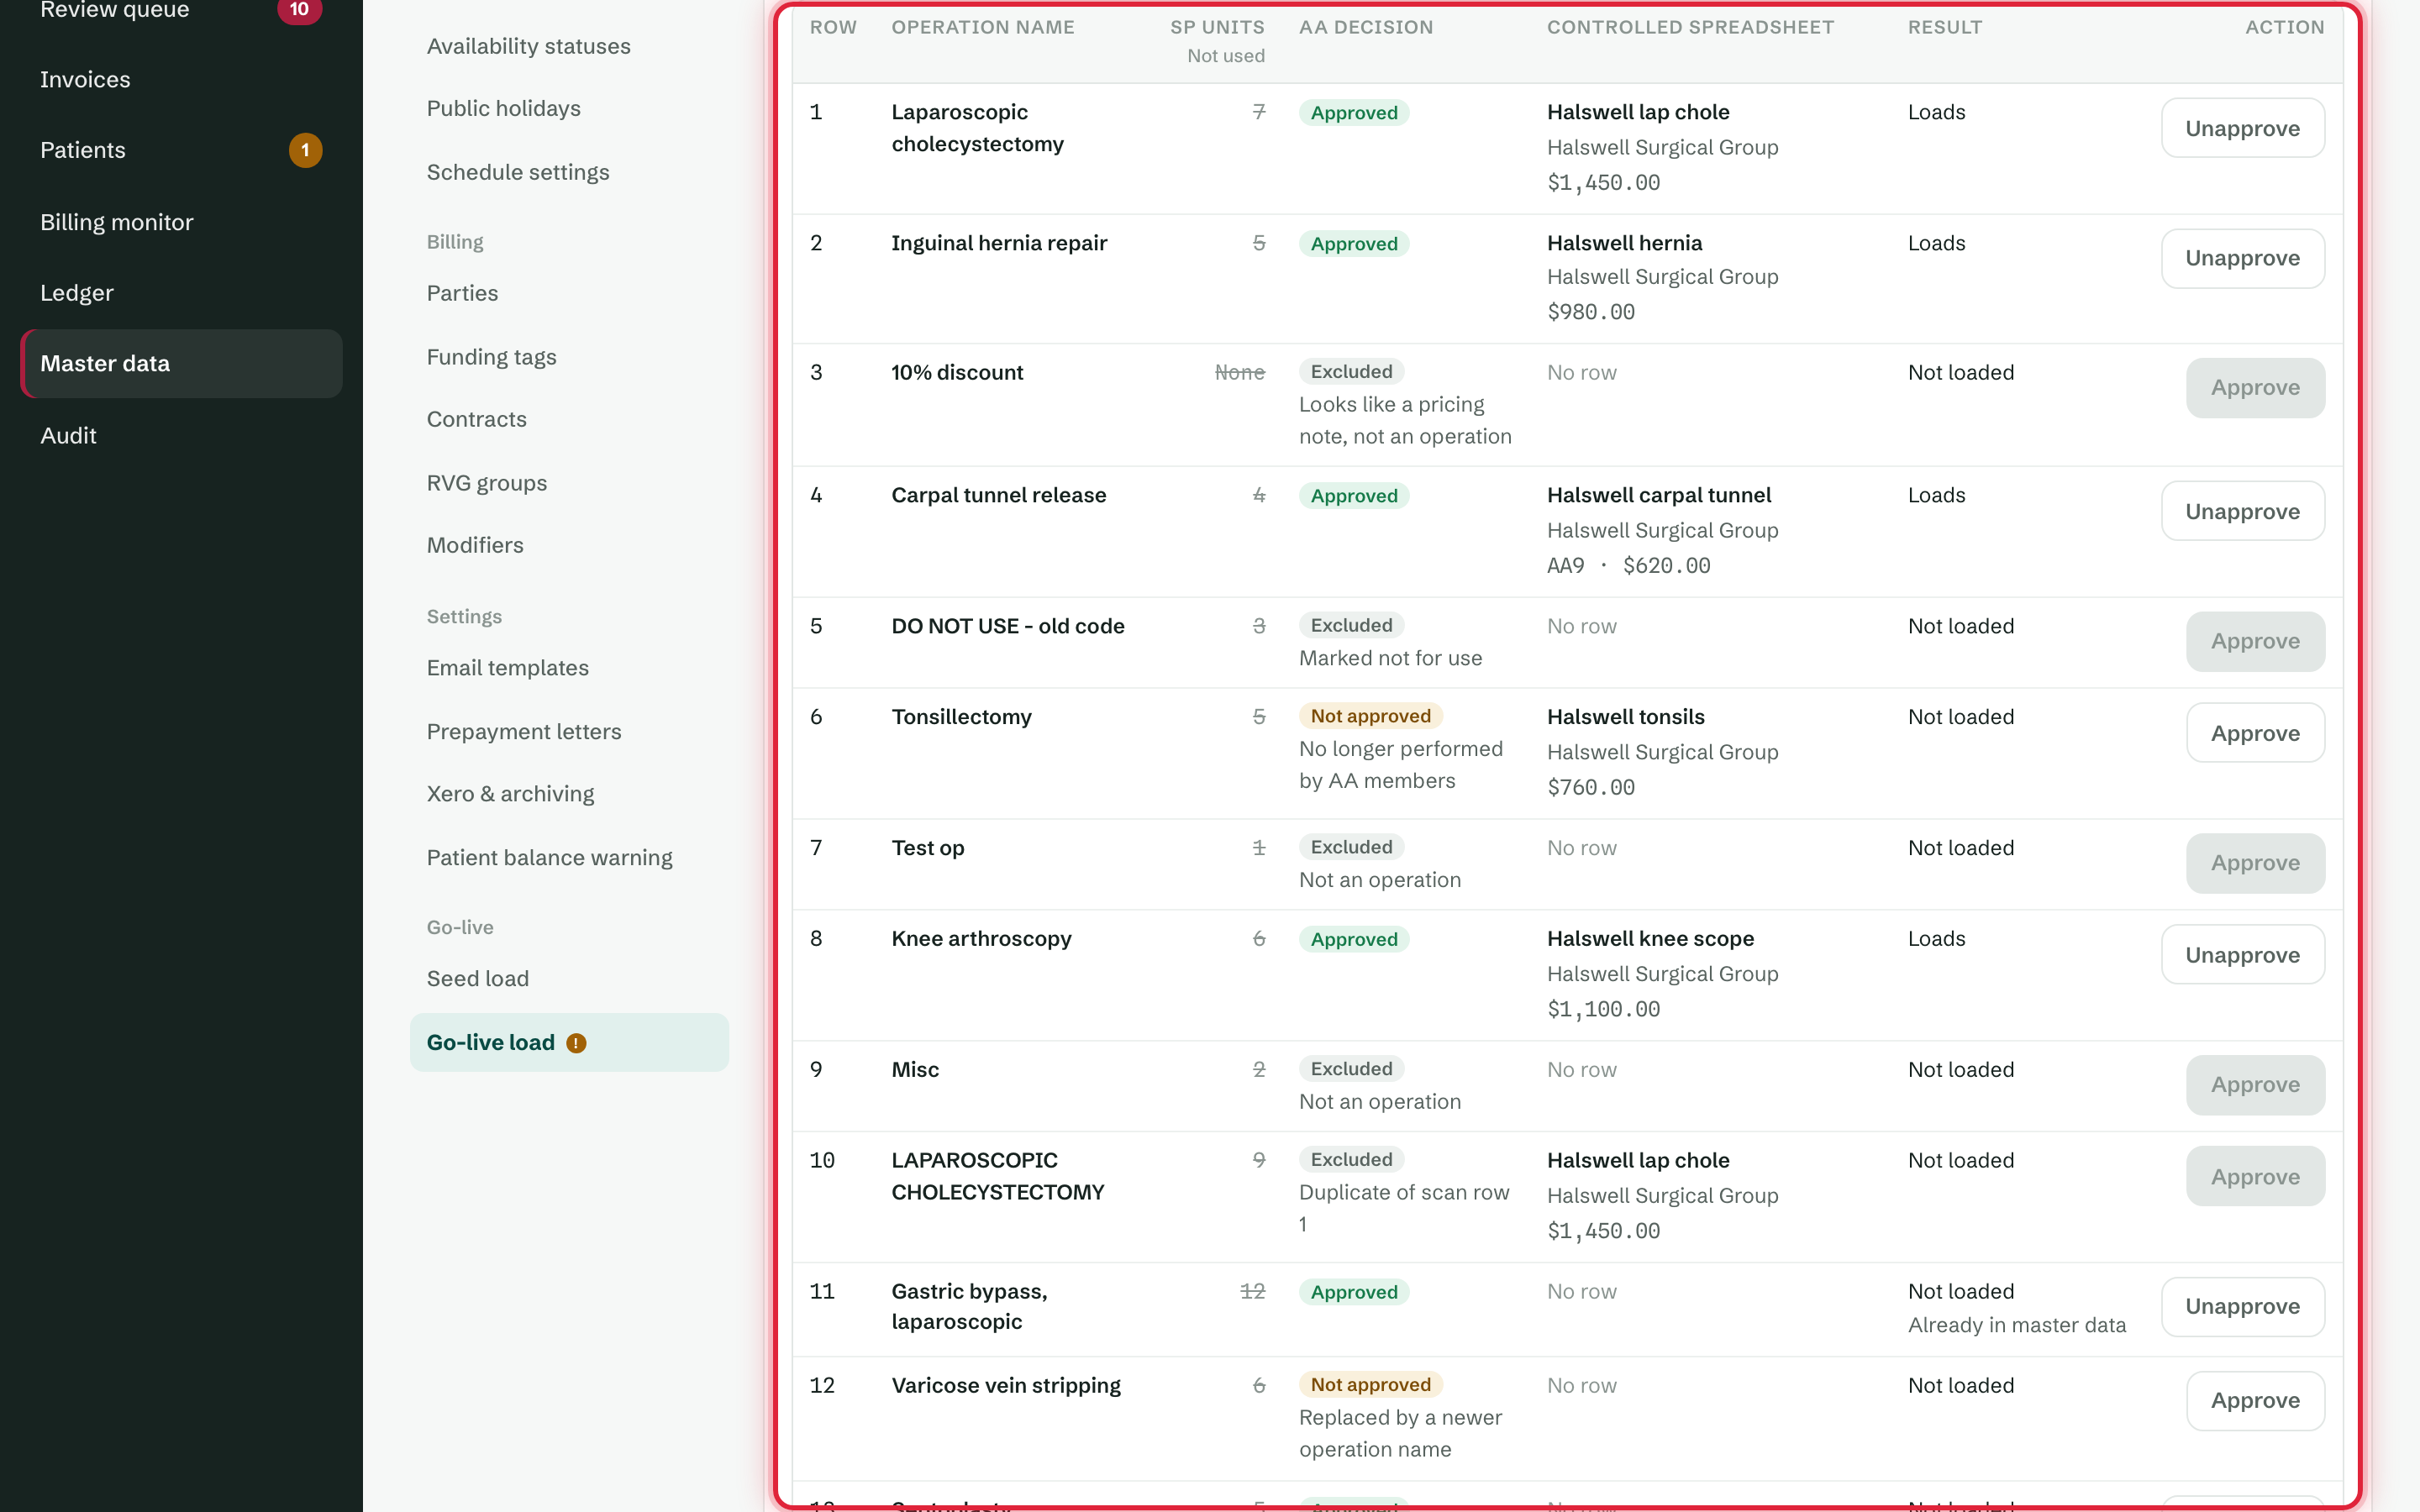 Review queue 10
Invoices
Patients 1
Billing monitor
Ledger
Master data
Audit
Availability statuses
Public holidays
Schedule settings
Billing
Parties
Funding tags
Contracts
RVG groups
Modifiers
Settings
Email templates
Prepayment letters
Xero & archiving
Patient balance warning
Go-live
Seed load
Go-live load !
ROW OPERATION NAME SP UNITS AA DECISION CONTROLLED SPREADSHEET RESULT ACTION
Not used
1 Laparoscopic 7 Approved Halswell lap chole Loads Unapprove
cholecystectomy Halswell Surgical Group
$1,450.00
2 Inguinal hernia repair 5 Approved Halswell hernia Loads Unapprove
Halswell Surgical Group
$980.00
3 10% discount None Excluded No row Not loaded Approve
Looks like a pricing
note, not an operation
4 Carpal tunnel release 4 Approved Halswell carpal tunnel Loads Unapprove
Halswell Surgical Group
AA9 · $620.00
5 DO NOT USE - old code 3 Excluded No row Not loaded Approve
Marked not for use
6 Tonsillectomy 5 Not approved Halswell tonsils Not loaded Approve
No longer performed Halswell Surgical Group
by AA members $760.00
7 Test op 1 Excluded No row Not loaded Approve
Not an operation
8 Knee arthroscopy 6 Approved Halswell knee scope Loads Unapprove
Halswell Surgical Group
$1,100.00
9 Misc 2 Excluded No row Not loaded Approve
Not an operation
10 LAPAROSCOPIC 9 Excluded Halswell lap chole Not loaded Approve
CHOLECYSTECTOMY Duplicate of scan row Halswell Surgical Group
1 $1,450.00
11 Gastric bypass, 12 Approved No row Not loaded Unapprove
laparoscopic Already in master data
12 Varicose vein stripping 6 Not approved No row Not loaded Approve
Replaced by a newer
operation name